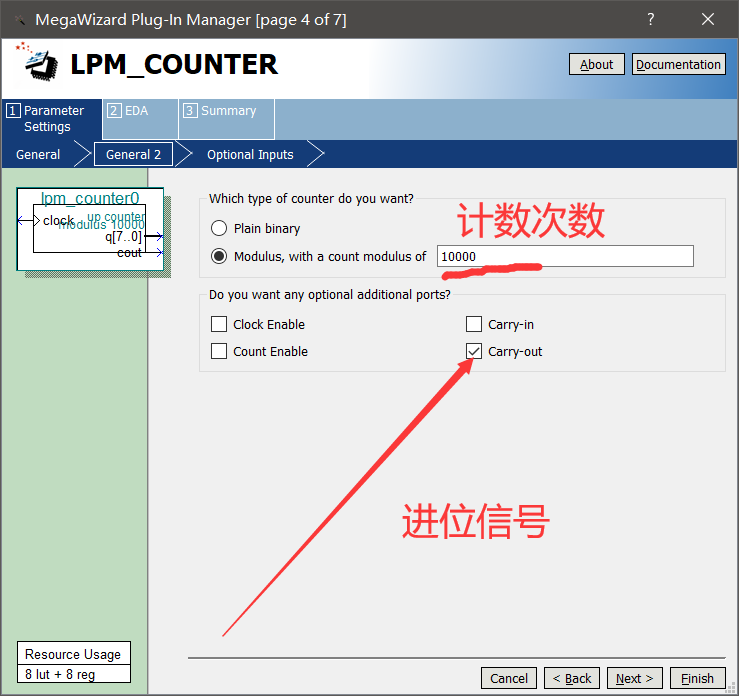 MegaWizard Plug-In Manager [page 4 of 7]
?
LPM_COUNTER
About
Documentation
1 Parameter Settings
2 EDA
3 Summary
General
General 2
Optional Inputs
lpm_counter0
up counter
clock
modulus 10000
q[7..0]
cout
Which type of counter do you want?
Plain binary
计数次数
Modulus, with a count modulus of
10000
Do you want any optional additional ports?
Clock Enable
Carry-in
Count Enable
Carry-out
进位信号
Resource Usage
8 lut + 8 reg
Cancel
< Back
Next >
Finish